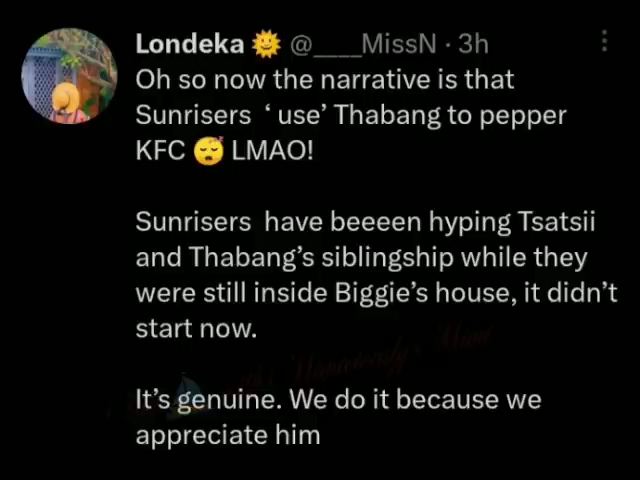 Londeka 🌞 @____MissN · 3h
Oh so now the narrative is that
Sunrisers ‘ use’ Thabang to pepper
KFC 😴 LMAO!
Sunrisers have beeeen hyping Tsatsii
and Thabang’s siblingship while they
were still inside Biggie’s house, it didn’t
start now.
It’s genuine. We do it because we
appreciate him